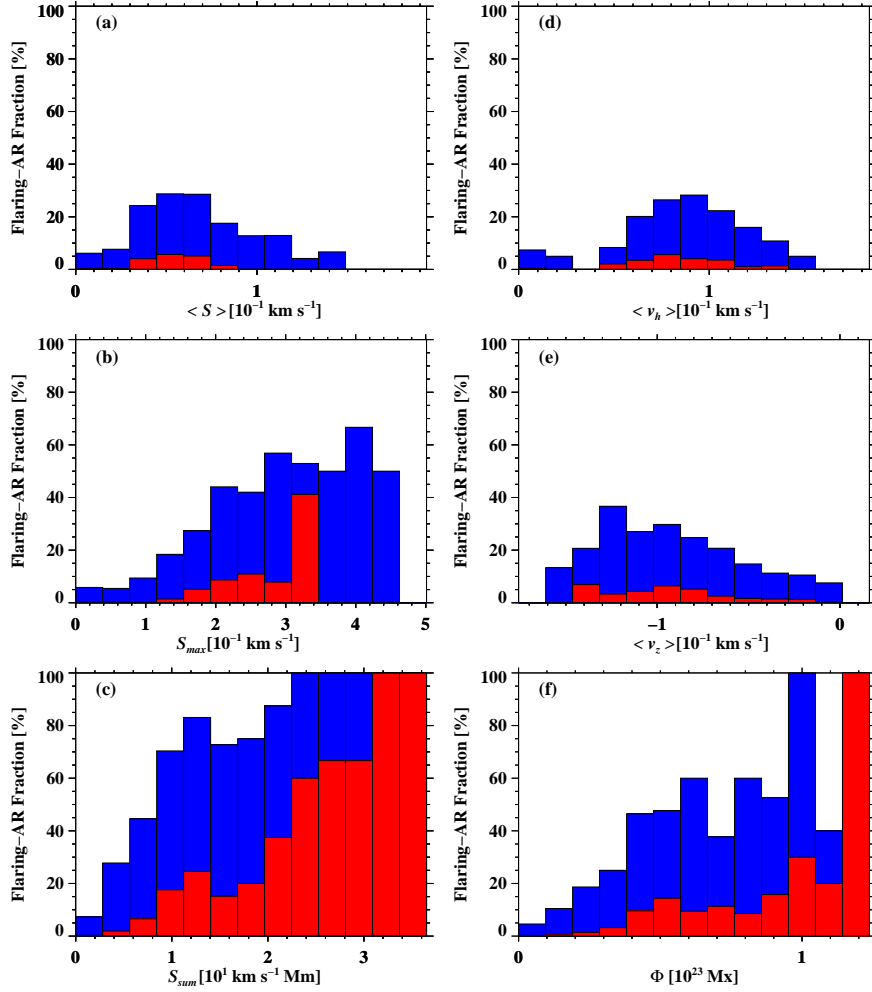 (a)
Flaring−AR Fraction [%]
100
80
60
40
20
0
0 1
< S >[10⁻¹ km s⁻¹]
(d)
Flaring−AR Fraction [%]
100
80
60
40
20
0
0 1
< v_h >[10⁻¹ km s⁻¹]
(b)
Flaring−AR Fraction [%]
100
80
60
40
20
0
0 1 2 3 4 5
S_max[10⁻¹ km s⁻¹]
(e)
Flaring−AR Fraction [%]
100
80
60
40
20
0
−1 0
< v_z >[10⁻¹ km s⁻¹]
(c)
Flaring−AR Fraction [%]
100
80
60
40
20
0
0 1 2 3
S_sum[10¹ km s⁻¹ Mm]
(f)
Flaring−AR Fraction [%]
100
80
60
40
20
0
0 1
Φ [10²³ Mx]